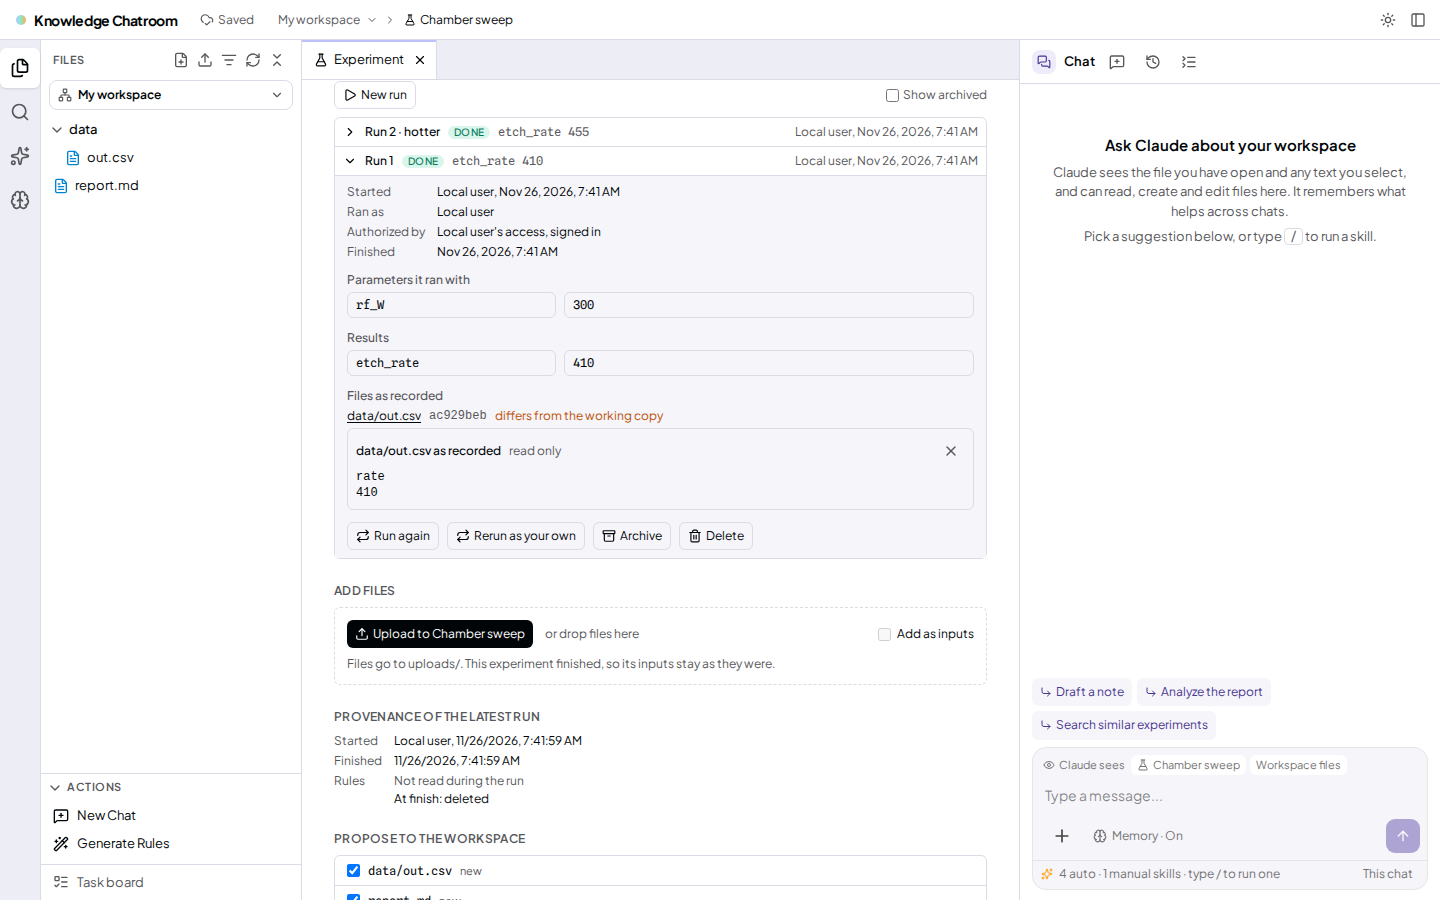 Knowledge Chatroom
Saved
My workspace
Chamber sweep
FILES
My workspace
data
out.csv
report.md
ACTIONS
New Chat
Generate Rules
Task board
Experiment
New run
Show archived
Run 2 · hotter DONE etch_rate 455 Local user, Nov 26, 2026, 7:41 AM
Run 1 DONE etch_rate 410 Local user, Nov 26, 2026, 7:41 AM
Started Local user, Nov 26, 2026, 7:41 AM
Ran as Local user
Authorized by Local user's access, signed in
Finished Nov 26, 2026, 7:41 AM
Parameters it ran with
rf_W 300
Results
etch_rate 410
Files as recorded
data/out.csv ac929beb differs from the working copy
data/out.csv as recorded read only
rate
410
Run again Rerun as your own Archive Delete
ADD FILES
Upload to Chamber sweep or drop files here Add as inputs
Files go to uploads/. This experiment finished, so its inputs stay as they were.
PROVENANCE OF THE LATEST RUN
Started Local user, 11/26/2026, 7:41:59 AM
Finished 11/26/2026, 7:41:59 AM
Rules Not read during the run
At finish: deleted
PROPOSE TO THE WORKSPACE
data/out.csv new
report.md new
Chat
Ask Claude about your workspace
Claude sees the file you have open and any text you select,
and can read, create and edit files here. It remembers what
helps across chats.
Pick a suggestion below, or type / to run a skill.
Draft a note
Analyze the report
Search similar experiments
Claude sees Chamber sweep Workspace files
Type a message...
Memory · On
4 auto · 1 manual skills · type / to run one This chat